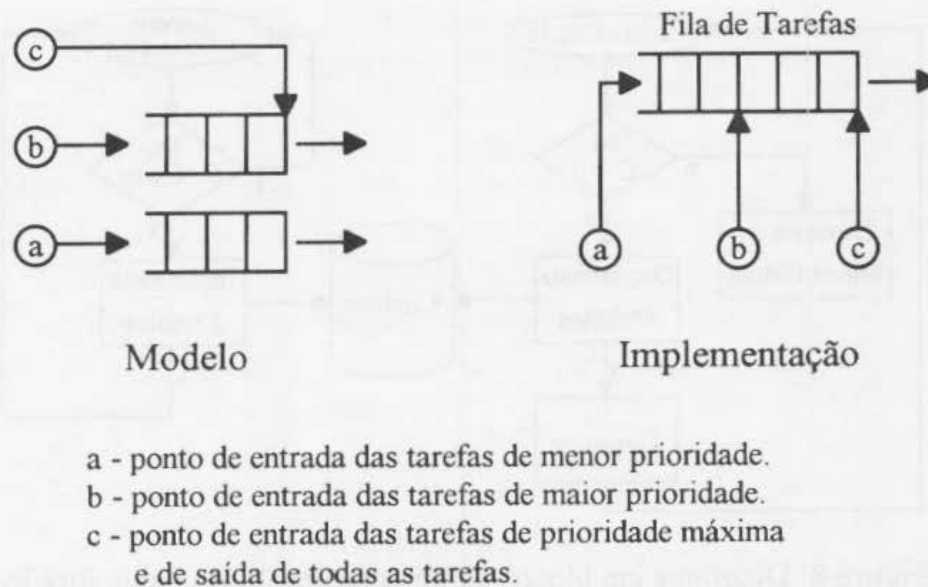 Fila de Tarefas
c
b
a
a
b
c
Modelo
Implementação
a - ponto de entrada das tarefas de menor prioridade.
b - ponto de entrada das tarefas de maior prioridade.
c - ponto de entrada das tarefas de prioridade máxima
e de saída de todas as tarefas.